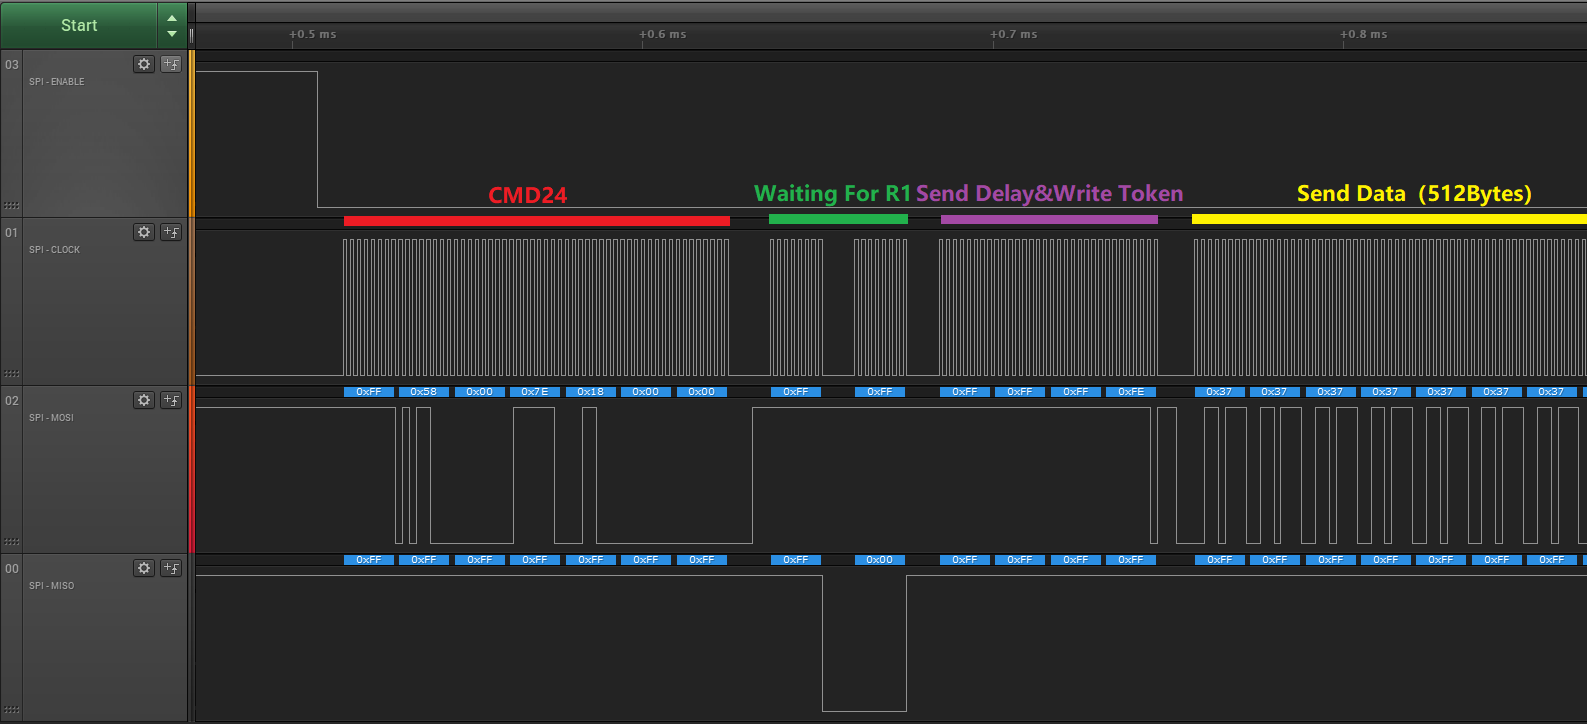 Start
+0.5 ms +0.6 ms +0.7 ms +0.8 ms
03
SPI - ENABLE
CMD24 Waiting For R1 Send Delay&Write Token Send Data（512Bytes）
01
SPI - CLOCK
0xFF 0x58 0x00 0x7E 0x18 0x00 0x00 0xFF 0xFF 0xFF 0xFF 0xFF 0xFE 0x37 0x37 0x37 0x37 0x37 0x37 0x37
02
SPI - MOSI
0xFF 0xFF 0xFF 0xFF 0xFF 0xFF 0xFF 0xFF 0x00 0xFF 0xFF 0xFF 0xFF 0xFF 0xFF 0xFF 0xFF 0xFF 0xFF 0xFF
00
SPI - MISO